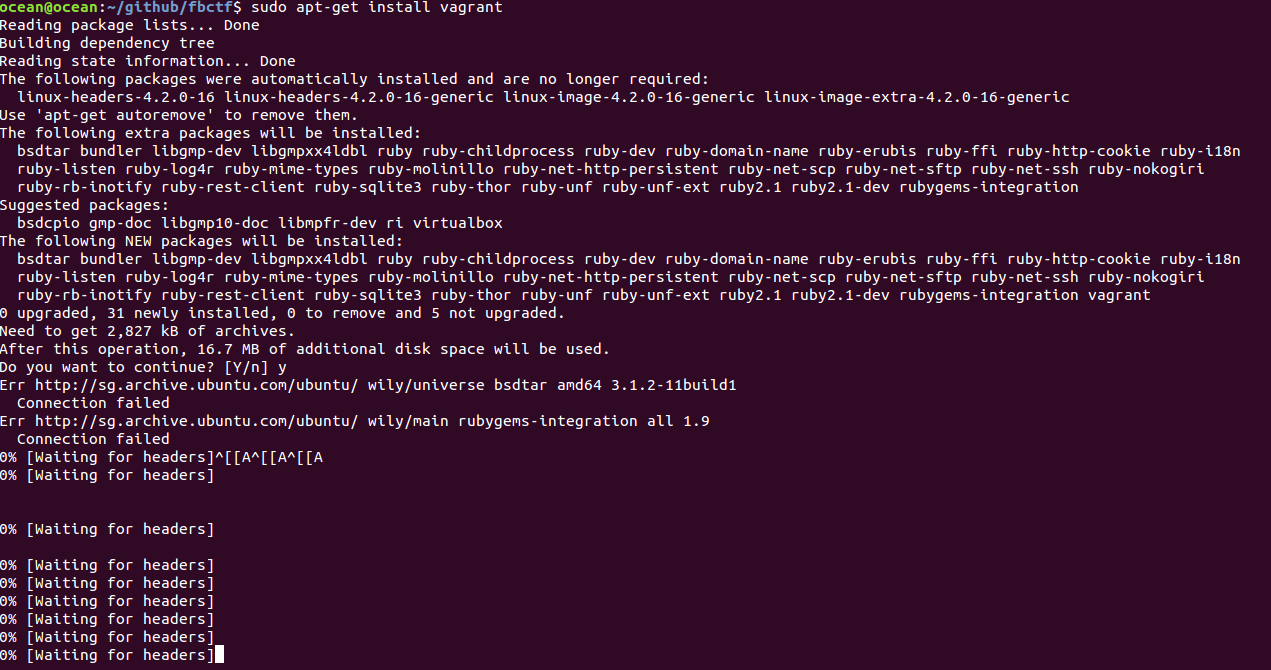 ocean@ocean:~/github/fbctf$ sudo apt-get install vagrant
Reading package lists... Done
Building dependency tree
Reading state information... Done
The following packages were automatically installed and are no longer required:
  linux-headers-4.2.0-16 linux-headers-4.2.0-16-generic linux-image-4.2.0-16-generic linux-image-extra-4.2.0-16-generic
Use 'apt-get autoremove' to remove them.
The following extra packages will be installed:
  bsdtar bundler libgmp-dev libgmpxx4ldbl ruby ruby-childprocess ruby-dev ruby-domain-name ruby-erubis ruby-ffi ruby-http-cookie ruby-i18n
  ruby-listen ruby-log4r ruby-mime-types ruby-molinillo ruby-net-http-persistent ruby-net-scp ruby-net-sftp ruby-net-ssh ruby-nokogiri
  ruby-rb-inotify ruby-rest-client ruby-sqlite3 ruby-thor ruby-unf ruby-unf-ext ruby2.1 ruby2.1-dev rubygems-integration
Suggested packages:
  bsdcpio gmp-doc libgmp10-doc libmpfr-dev ri virtualbox
The following NEW packages will be installed:
  bsdtar bundler libgmp-dev libgmpxx4ldbl ruby ruby-childprocess ruby-dev ruby-domain-name ruby-erubis ruby-ffi ruby-http-cookie ruby-i18n
  ruby-listen ruby-log4r ruby-mime-types ruby-molinillo ruby-net-http-persistent ruby-net-scp ruby-net-sftp ruby-net-ssh ruby-nokogiri
  ruby-rb-inotify ruby-rest-client ruby-sqlite3 ruby-thor ruby-unf ruby-unf-ext ruby2.1 ruby2.1-dev rubygems-integration vagrant
0 upgraded, 31 newly installed, 0 to remove and 5 not upgraded.
Need to get 2,827 kB of archives.
After this operation, 16.7 MB of additional disk space will be used.
Do you want to continue? [Y/n] y
Err http://sg.archive.ubuntu.com/ubuntu/ wily/universe bsdtar amd64 3.1.2-11build1
  Connection failed
Err http://sg.archive.ubuntu.com/ubuntu/ wily/main rubygems-integration all 1.9
  Connection failed
0% [Waiting for headers]^[[A^[[A^[[A
0% [Waiting for headers]
0% [Waiting for headers]
0% [Waiting for headers]
0% [Waiting for headers]
0% [Waiting for headers]
0% [Waiting for headers]
0% [Waiting for headers]
0% [Waiting for headers]